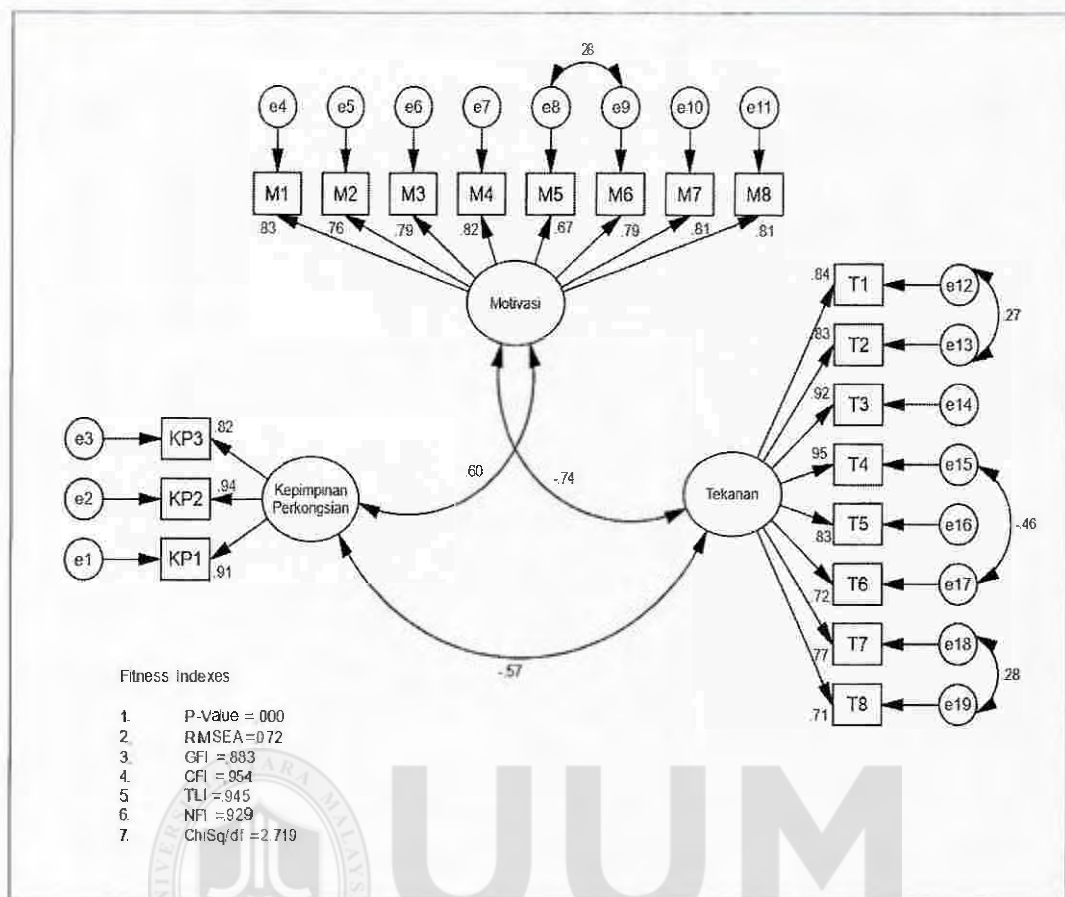 28
e4 e5 e6 e7 e8 e9 e10 e11
M1 M2 M3 M4 M5 M6 M7 M8
.83 .76 .79 .82 .67 .79 .81 .81
Motivasi
.84 T1 e12
.27
.83 T2 e13
.92 T3 e14
95 T4 e15
.83 T5 e16
-.46
.72 T6 e17
.77 T7 e18
.28
.71 T8 e19
Tekanan
e3 KP3 .82
e2 KP2 .94
e1 KP1 .91
Kepimpinan
Perkongsian
60
-.74
-.57
Fitness Indexes
1. P-Value = 000
2. RMSEA =.072
3. GFI =.883
4. CFI =.954
5. TLI =.945
6. NFI =.929
7. ChiSq/df =2.719
UUM